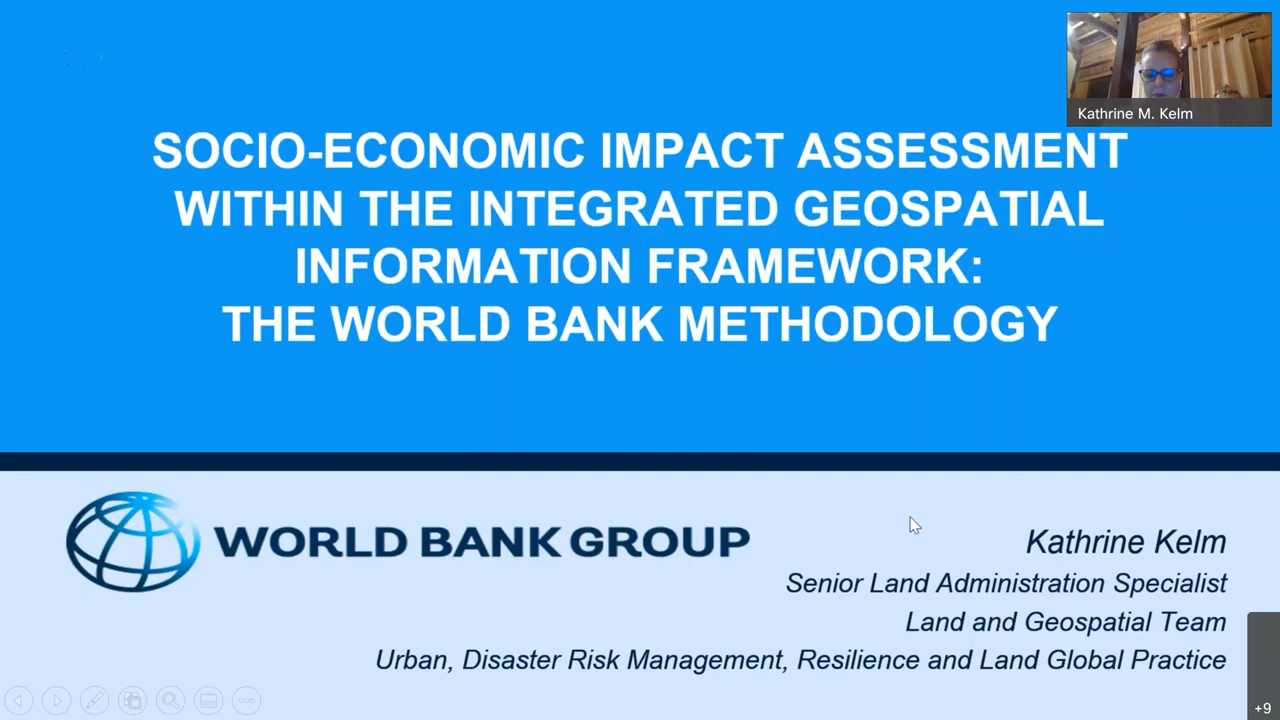 Kathrine M. Kelm
SOCIO-ECONOMIC IMPACT ASSESSMENT
WITHIN THE INTEGRATED GEOSPATIAL
INFORMATION FRAMEWORK:
THE WORLD BANK METHODOLOGY
WORLD BANK GROUP
Kathrine Kelm
Senior Land Administration Specialist
Land and Geospatial Team
Urban, Disaster Risk Management, Resilience and Land Global Practice
+9